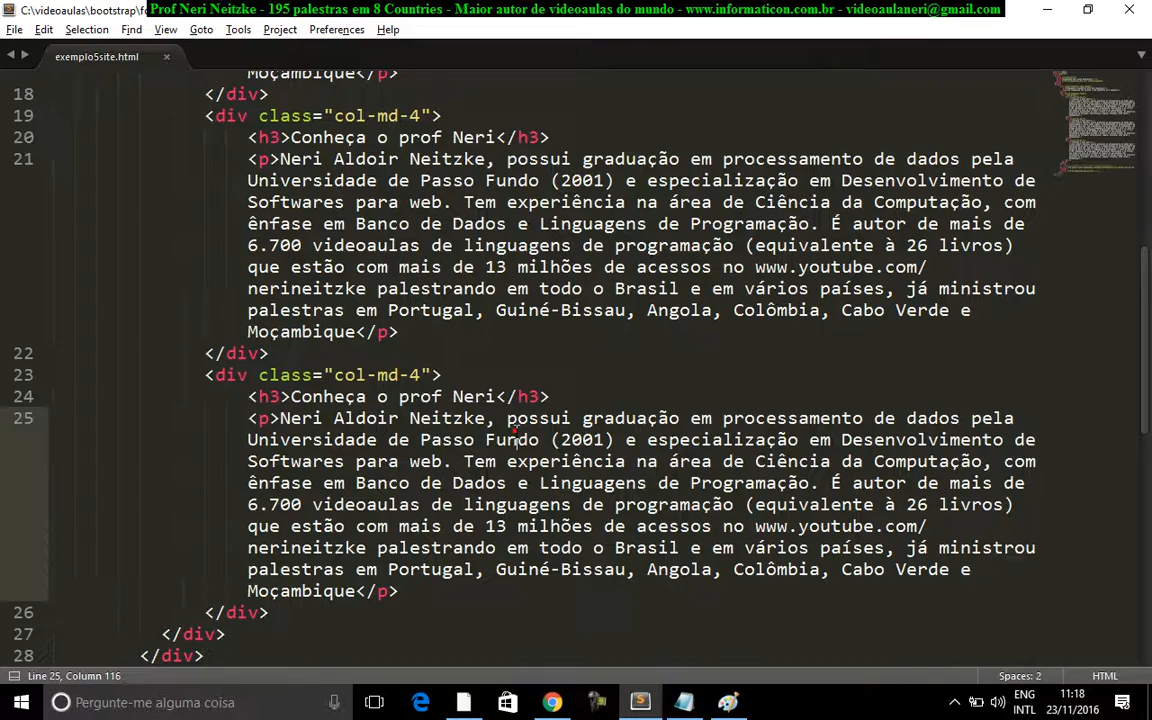 C:\videoaulas\bootstrap\fo
Prof Neri Neitzke - 195 palestras em 8 Countries - Maior autor de videoaulas do mundo - www.informaticon.com.br - videoaulaneri@gmail.com
File Edit Selection Find View Goto Tools Project Preferences Help
exemplo5site.html ×
Moçambique</p>
18 </div>
19 <div class="col-md-4">
20 <h3>Conheça o prof Neri</h3>
21 <p>Neri Aldoir Neitzke, possui graduação em processamento de dados pela
Universidade de Passo Fundo (2001) e especialização em Desenvolvimento de
Softwares para web. Tem experiência na área de Ciência da Computação, com
ênfase em Banco de Dados e Linguagens de Programação. É autor de mais de
6.700 videoaulas de linguagens de programação (equivalente à 26 livros)
que estão com mais de 13 milhões de acessos no www.youtube.com/
nerineitzke palestrando em todo o Brasil e em vários países, já ministrou
palestras em Portugal, Guiné-Bissau, Angola, Colômbia, Cabo Verde e
Moçambique</p>
22 </div>
23 <div class="col-md-4">
24 <h3>Conheça o prof Neri</h3>
25 <p>Neri Aldoir Neitzke, possui graduação em processamento de dados pela
Universidade de Passo Fundo (2001) e especialização em Desenvolvimento de
Softwares para web. Tem experiência na área de Ciência da Computação, com
ênfase em Banco de Dados e Linguagens de Programação. É autor de mais de
6.700 videoaulas de linguagens de programação (equivalente à 26 livros)
que estão com mais de 13 milhões de acessos no www.youtube.com/
nerineitzke palestrando em todo o Brasil e em vários países, já ministrou
palestras em Portugal, Guiné-Bissau, Angola, Colômbia, Cabo Verde e
Moçambique</p>
26 </div>
27 </div>
28 </div>
Line 25, Column 116 Spaces: 2 HTML
Pergunte-me alguma coisa
ENG 11:18
INTL 23/11/2016